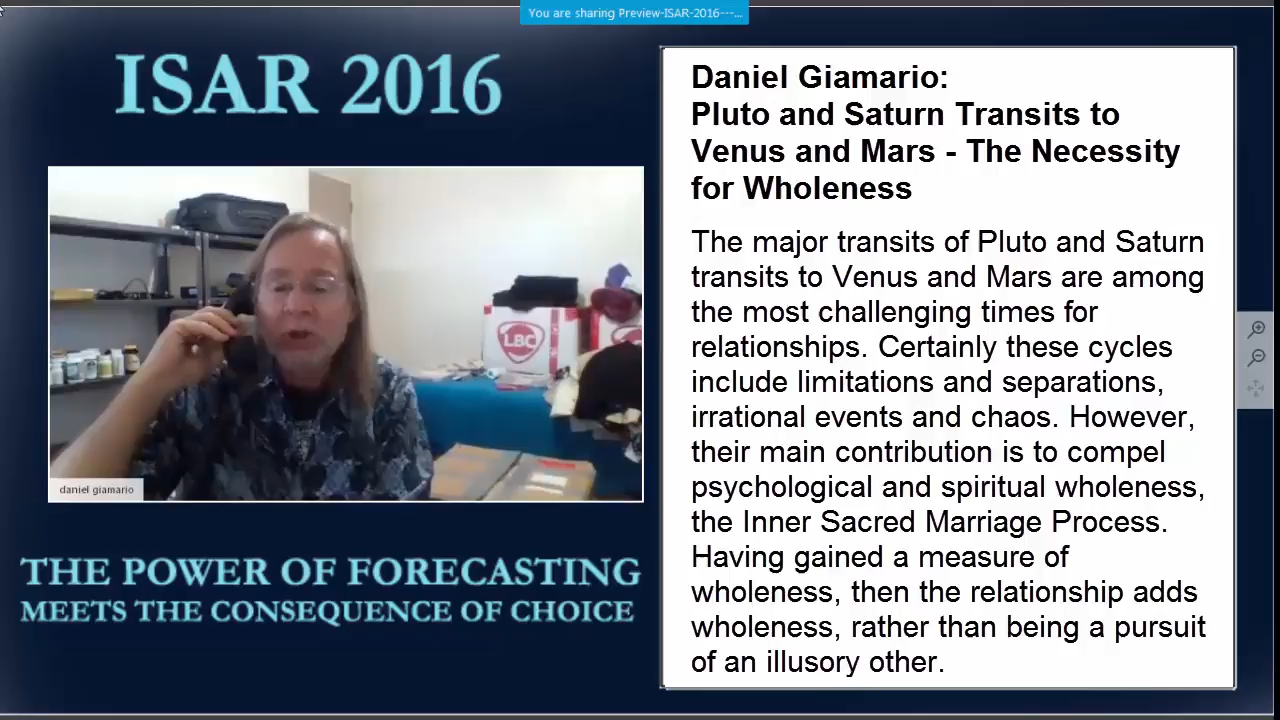 You are sharing Preview-ISAR-2016---...
ISAR 2016
LBC
daniel giamario
THE POWER OF FORECASTING
MEETS THE CONSEQUENCE OF CHOICE
Daniel Giamario:
Pluto and Saturn Transits to
Venus and Mars - The Necessity
for Wholeness
The major transits of Pluto and Saturn
transits to Venus and Mars are among
the most challenging times for
relationships. Certainly these cycles
include limitations and separations,
irrational events and chaos. However,
their main contribution is to compel
psychological and spiritual wholeness,
the Inner Sacred Marriage Process.
Having gained a measure of
wholeness, then the relationship adds
wholeness, rather than being a pursuit
of an illusory other.